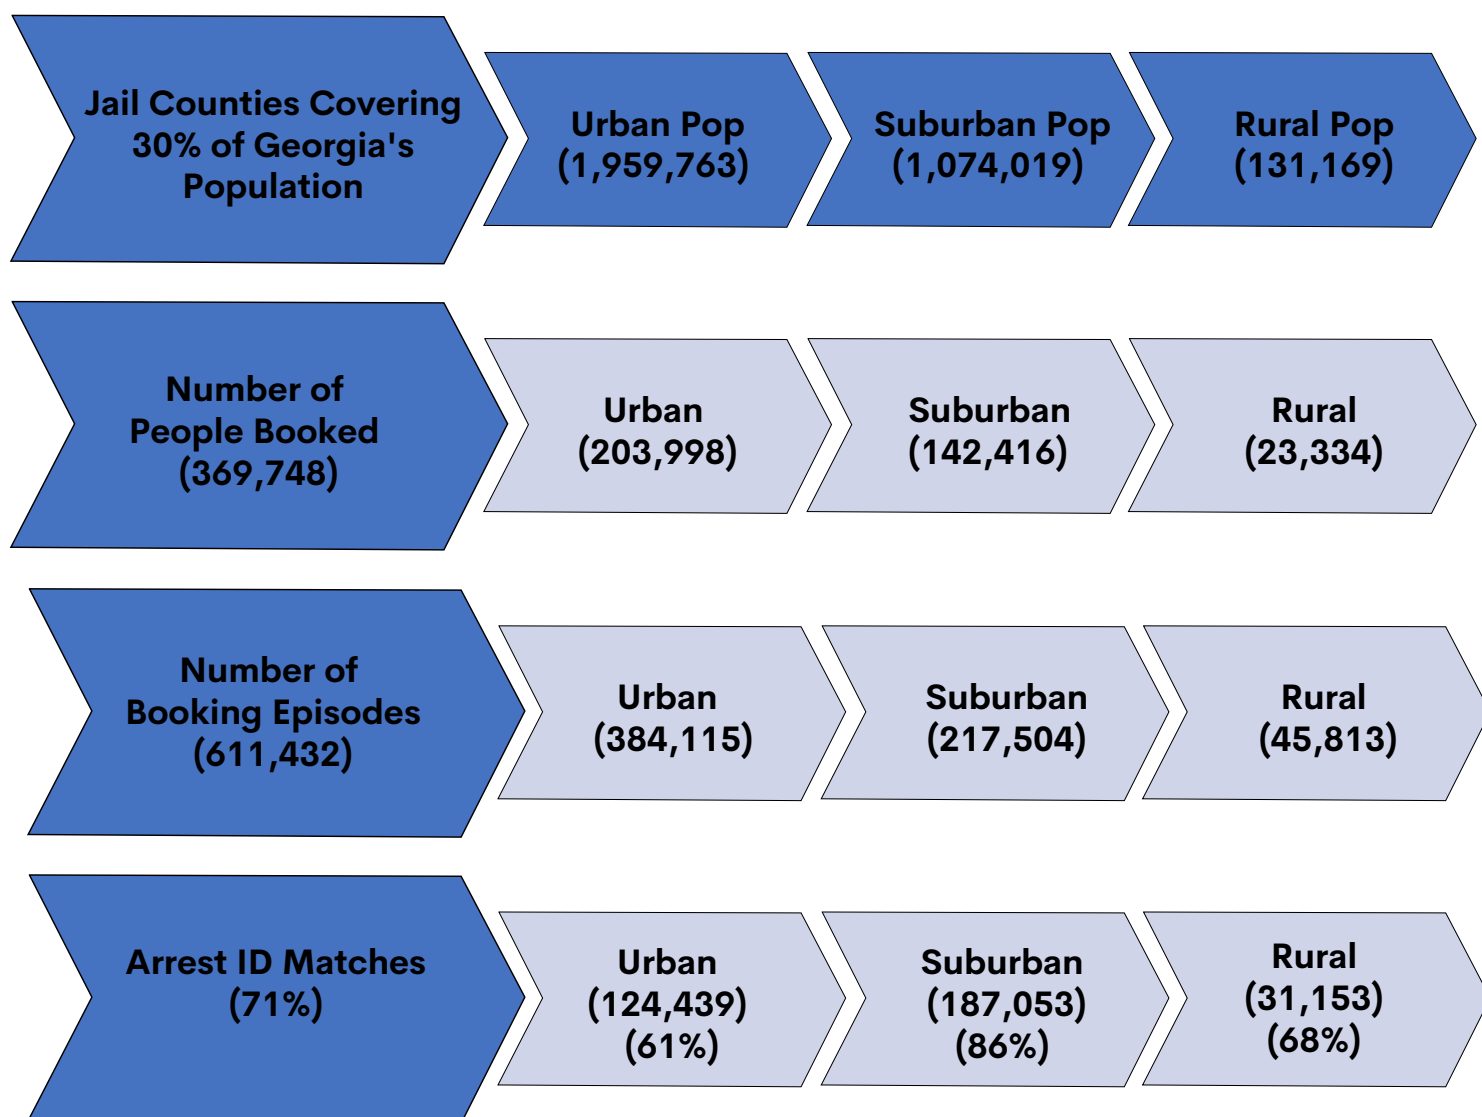 Jail Counties Covering
30% of Georgia's
Population
Urban Pop
(1,959,763)
Suburban Pop
(1,074,019)
Rural Pop
(131,169)
Number of
People Booked
(369,748)
Urban
(203,998)
Suburban
(142,416)
Rural
(23,334)
Number of
Booking Episodes
(611,432)
Urban
(384,115)
Suburban
(217,504)
Rural
(45,813)
Arrest ID Matches
(71%)
Urban
(124,439)
(61%)
Suburban
(187,053)
(86%)
Rural
(31,153)
(68%)